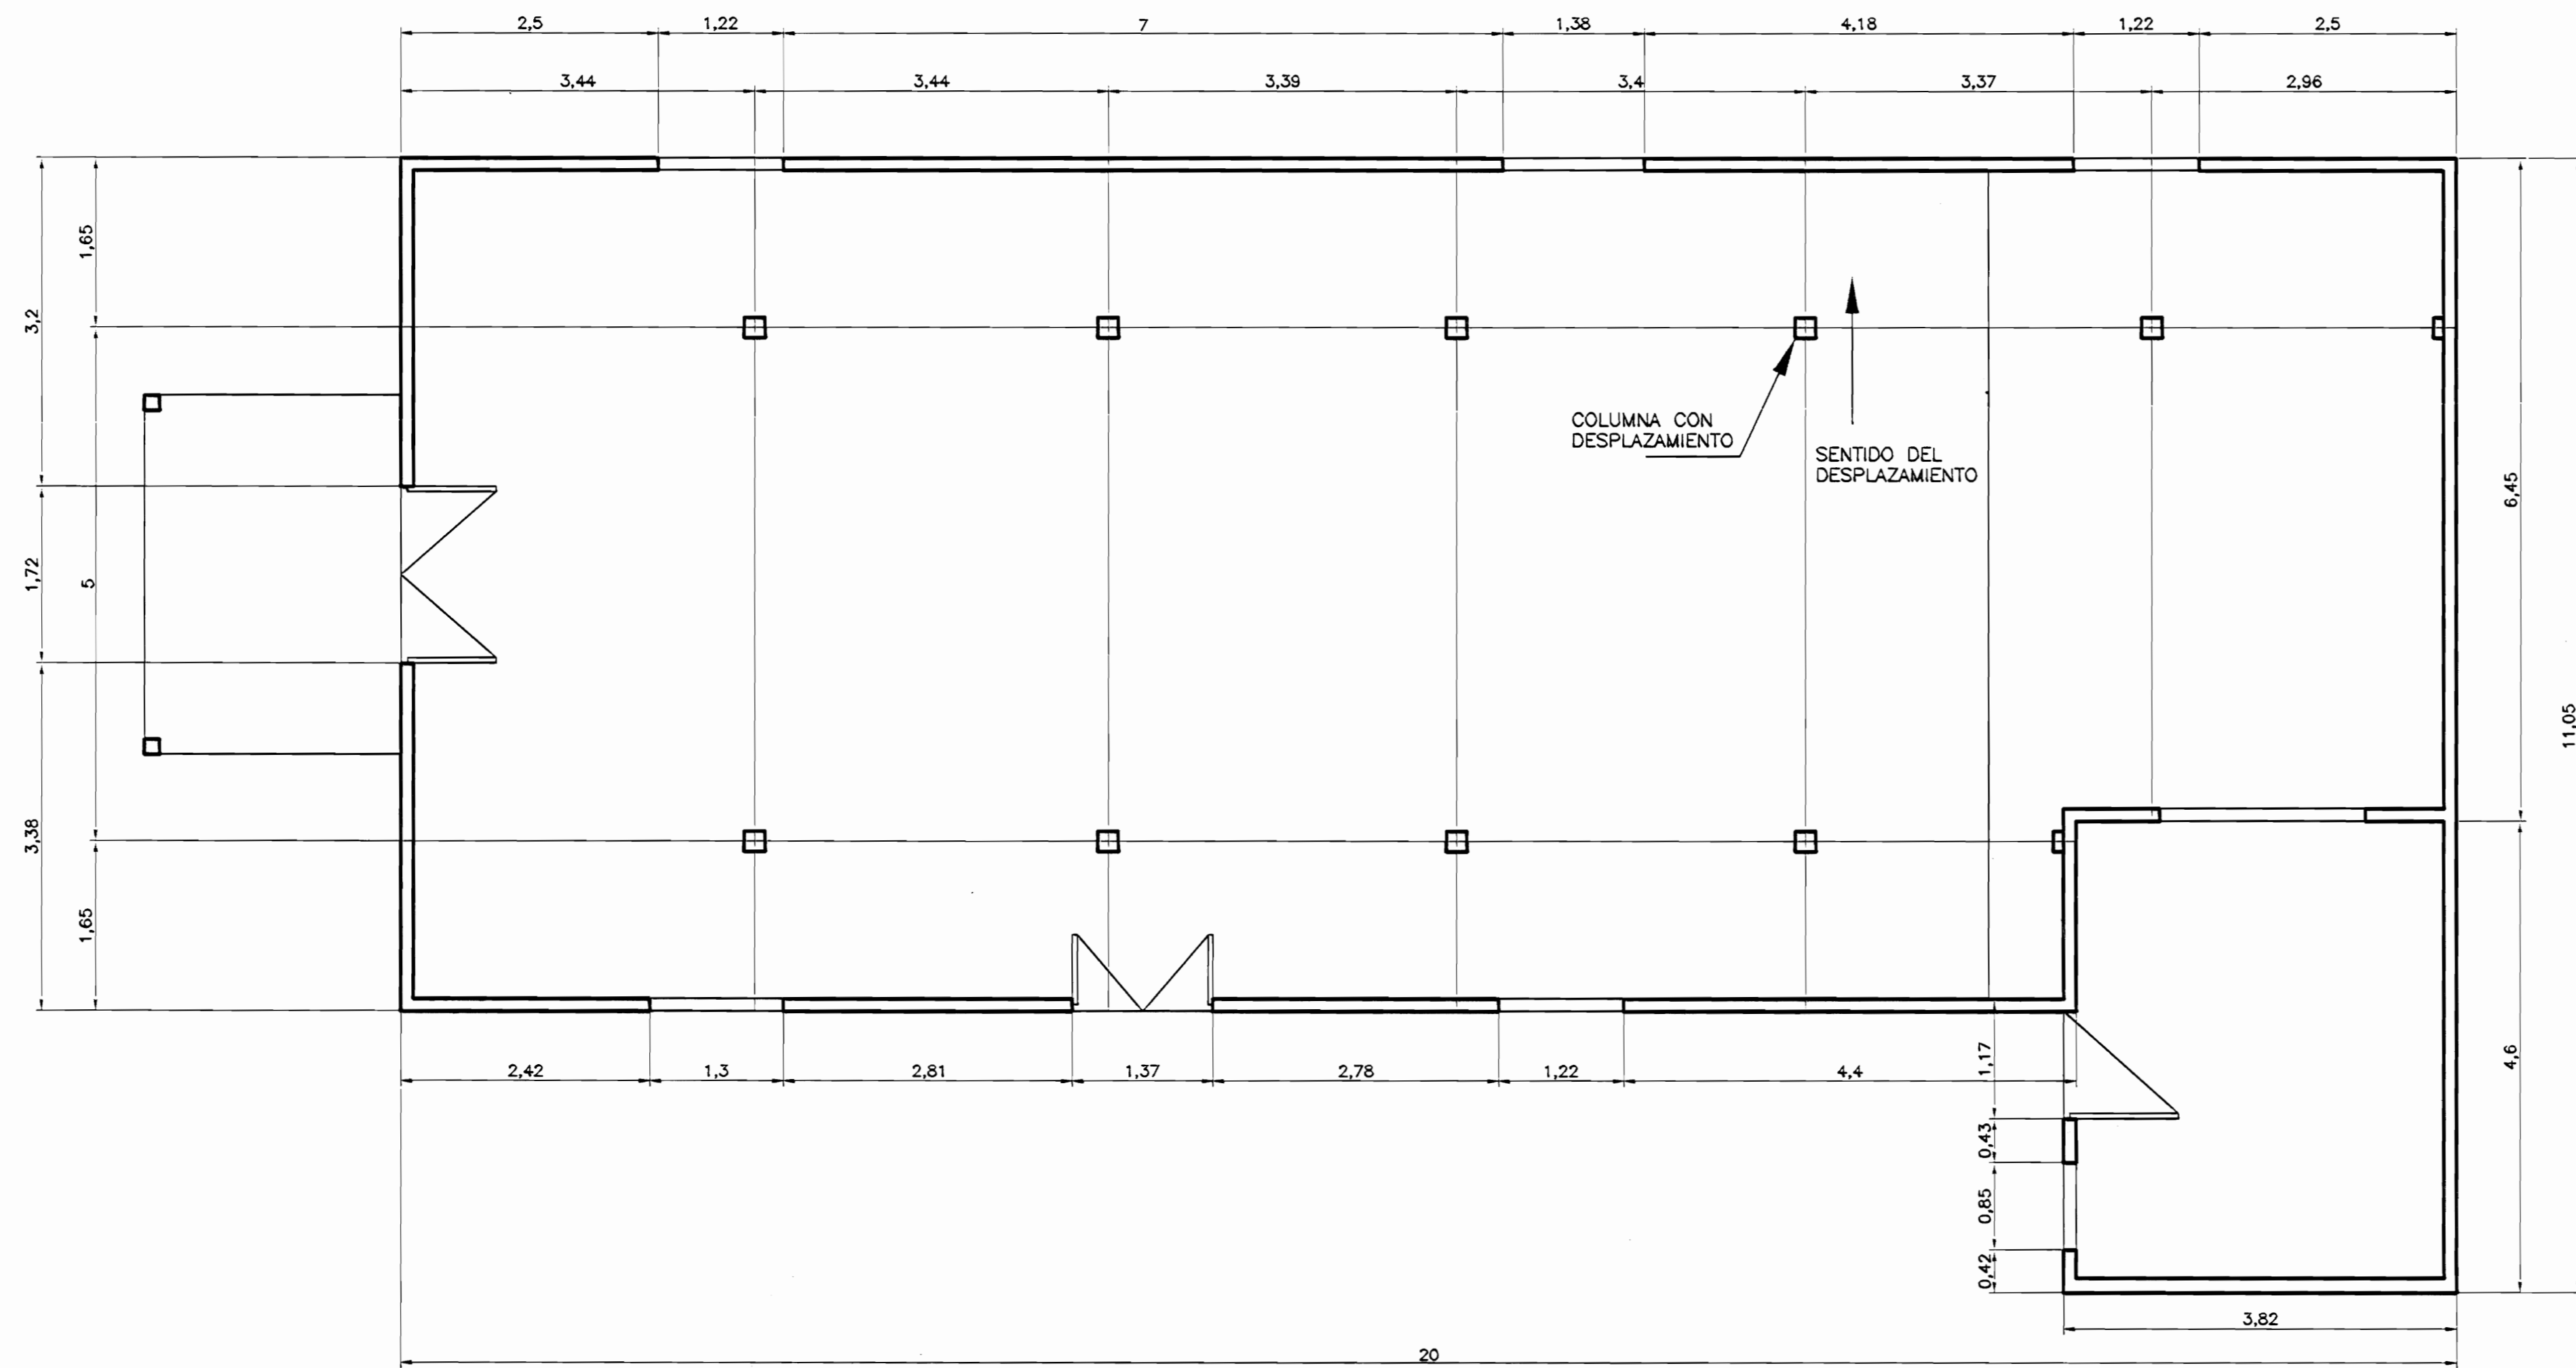 2,5 1,22 7 1,38 4,18 1,22 2,5
3,44 3,44 3,39 3,4 3,37 2,96
3,2
1,72
3,38
1,65
5
1,65
COLUMNA CON
DESPLAZAMIENTO
SENTIDO DEL
DESPLAZAMIENTO
6,45
4,6
11,05
2,42 1,3 2,81 1,37 2,78 1,22 4,4
1,17
0,43
0,85
0,42
3,82
20